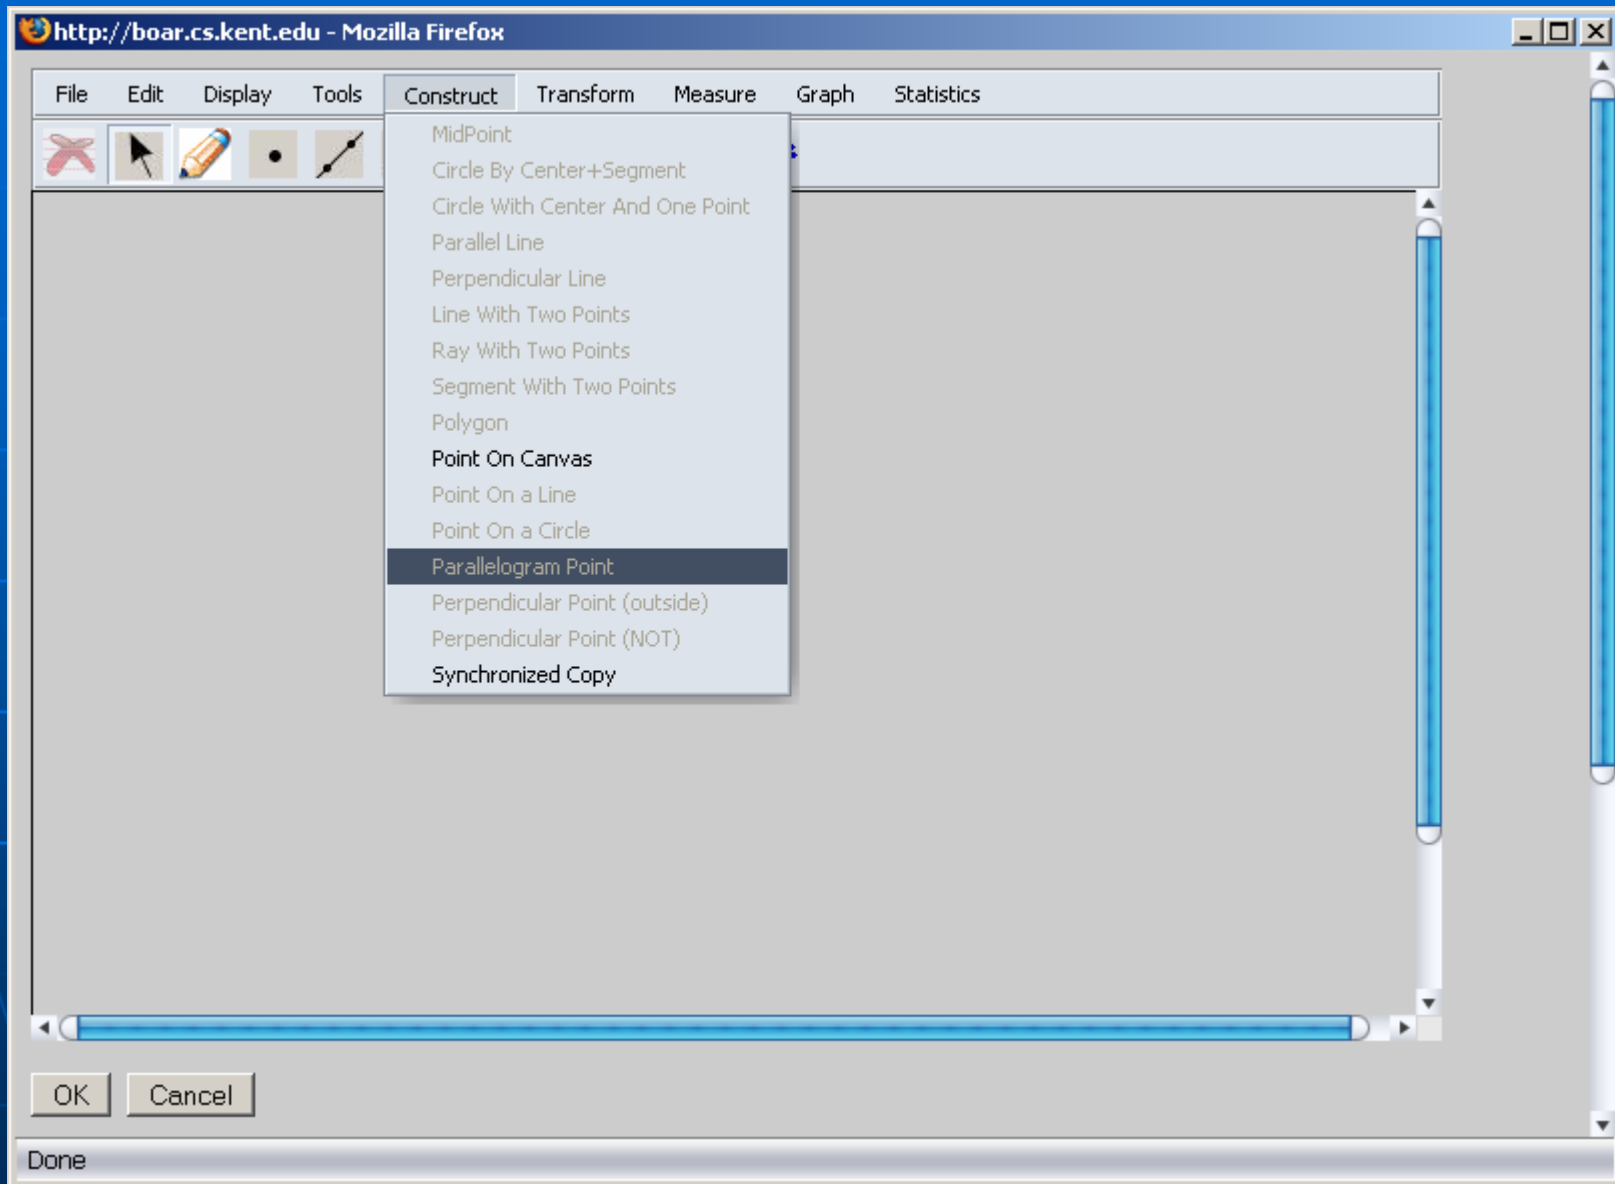 http://boar.cs.kent.edu - Mozilla Firefox
File Edit Display Tools Construct Transform Measure Graph Statistics
MidPoint
Circle By Center+Segment
Circle With Center And One Point
Parallel Line
Perpendicular Line
Line With Two Points
Ray With Two Points
Segment With Two Points
Polygon
Point On Canvas
Point On a Line
Point On a Circle
Parallelogram Point
Perpendicular Point (outside)
Perpendicular Point (NOT)
Synchronized Copy
OK Cancel
Done